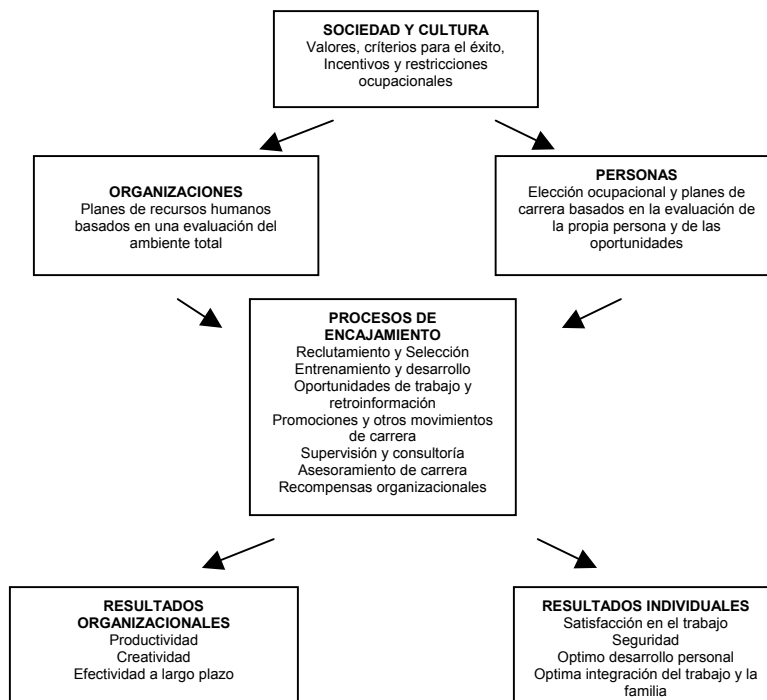 SOCIEDAD Y CULTURA
Valores, críterios para el éxito,
Incentivos y restricciones
ocupacionales
ORGANIZACIONES
Planes de recursos humanos
basados en una evaluación del
ambiente total
PERSONAS
Elección ocupacional y planes de
carrera basados en la evaluación de
la propia persona y de las
oportunidades
PROCESOS DE
ENCAJAMIENTO
Reclutamiento y Selección
Entrenamiento y desarrollo
Oportunidades de trabajo y
retroinformación
Promociones y otros movimientos
de carrera
Supervisión y consultoría
Asesoramiento de carrera
Recompensas organizacionales
RESULTADOS
ORGANIZACIONALES
Productividad
Creatividad
Efectividad a largo plazo
RESULTADOS INDIVIDUALES
Satisfacción en el trabajo
Seguridad
Optimo desarrollo personal
Optima integración del trabajo y la
familia